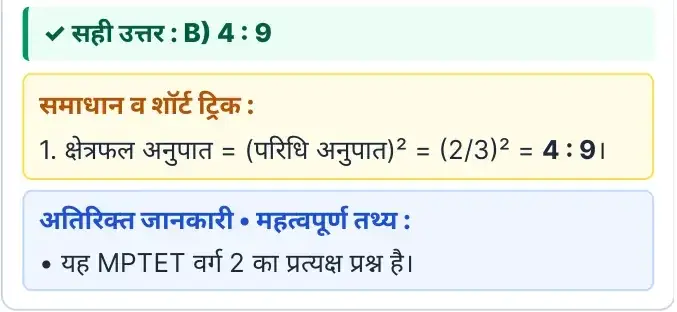 ✓ सही उत्तर : B) 4 : 9
समाधान व शॉर्ट ट्रिक :
1. क्षेत्रफल अनुपात = (परिधि अनुपात)² = (2/3)² = 4 : 9।
अतिरिक्त जानकारी • महत्वपूर्ण तथ्य :
• यह MPTET वर्ग 2 का प्रत्यक्ष प्रश्न है।